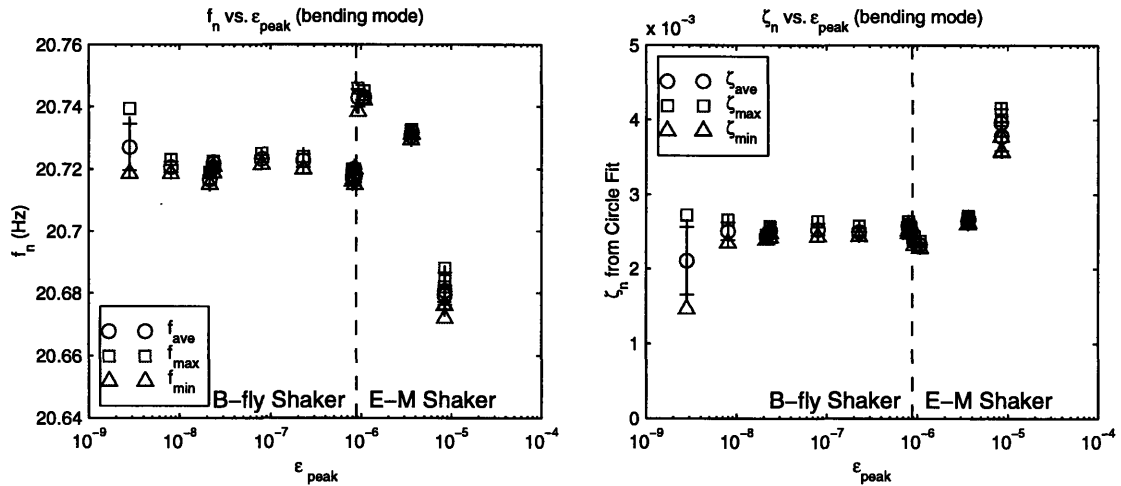 f_n vs. ε_peak (bending mode)
20.76
20.74
20.72
20.7
20.68
20.66
20.64
f_n (Hz)
f_ave
f_max
f_min
B-fly Shaker
E-M Shaker
10^-9
10^-8
10^-7
10^-6
10^-5
10^-4
ε_peak
ζ_n vs. ε_peak (bending mode)
x 10^-3
5
4
3
2
1
0
ζ_n from Circle Fit
ζ_ave
ζ_max
ζ_min
B-fly Shaker
E-M Shaker
10^-9
10^-8
10^-7
10^-6
10^-5
10^-4
ε_peak